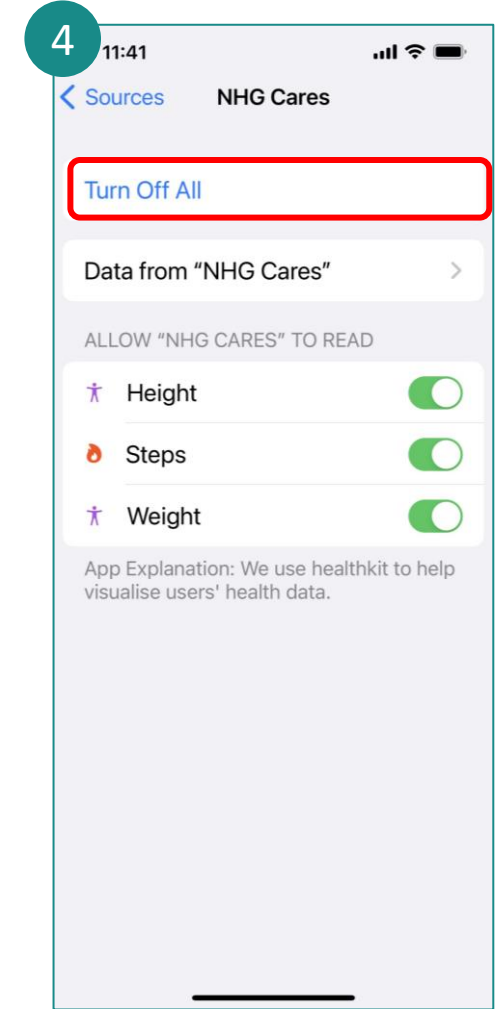 4
11:41
Sources NHG Cares
Turn Off All
Data from “NHG Cares”
ALLOW “NHG CARES” TO READ
Height
Steps
Weight
App Explanation: We use healthkit to help
visualise users' health data.